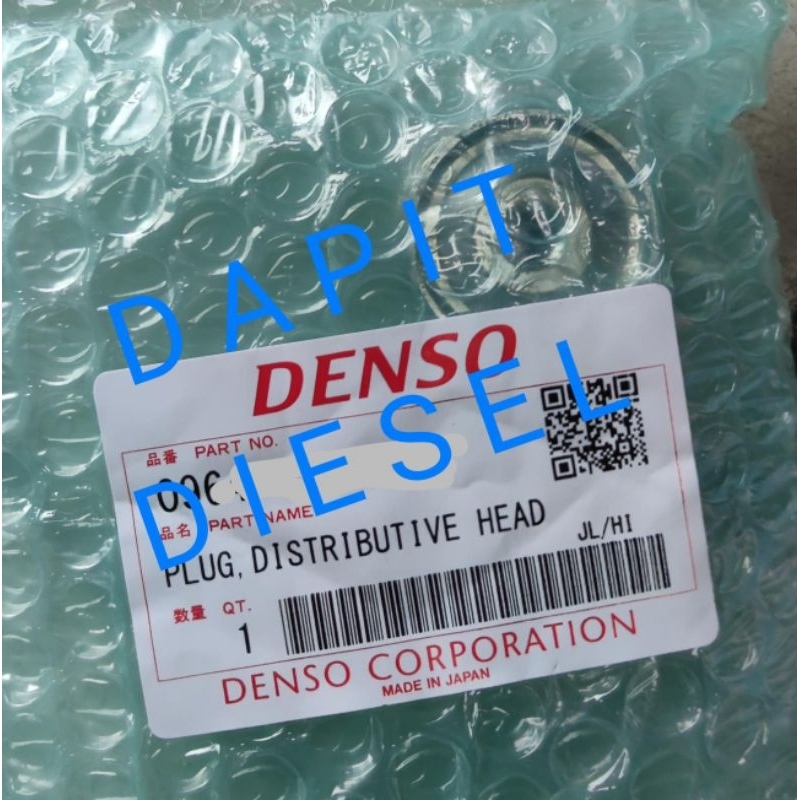 DAPIT
DIESEL
DENSO
品番 PART NO.
096
品名 PART NAME
PLUG, DISTRIBUTIVE HEAD
JL/HI
数量 QT.
1
DENSO CORPORATION
MADE IN JAPAN